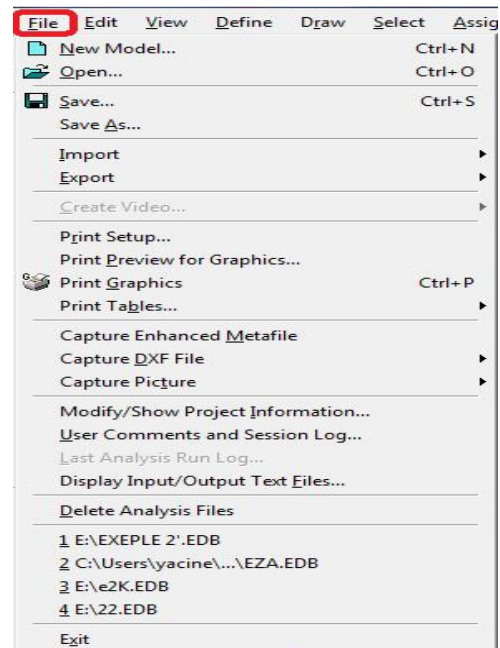 File Edit View Define Draw Select Assig
New Model... Ctrl+N
Open... Ctrl+O
Save... Ctrl+S
Save As...
Import
Export
Create Video...
Print Setup...
Print Preview for Graphics...
Print Graphics Ctrl+P
Print Tables...
Capture Enhanced Metafile
Capture DXF File
Capture Picture
Modify/Show Project Information...
User Comments and Session Log...
Last Analysis Run Log...
Display Input/Output Text Files...
Delete Analysis Files
1 E:\EXEPLE 2'.EDB
2 C:\Users\yacine\...\EZA.EDB
3 E:\e2K.EDB
4 E:\22.EDB
Exit